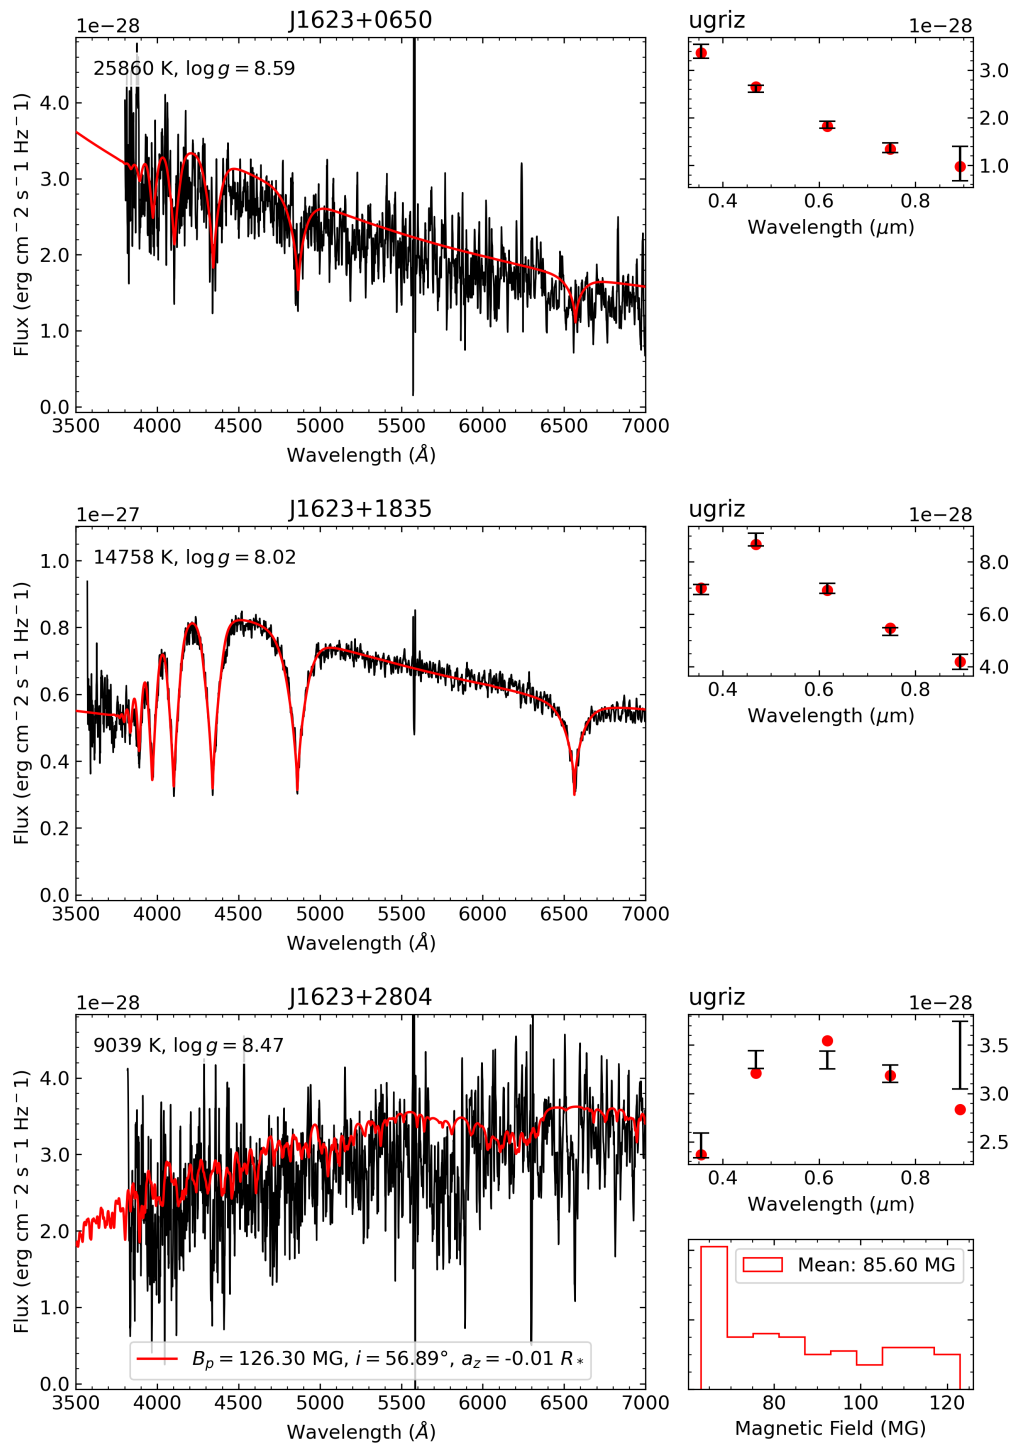 1e−28
J1623+0650
ugriz
25860 K, log g = 8.59
Flux (erg cm−2 s−1 Hz−1)
4.0
3.0
2.0
1.0
0.0
3500 4000 4500 5000 5500 6000 6500 7000
Wavelength (Å)
3.0
2.0
1.0
0.4 0.6 0.8
Wavelength (μm)
1e−27
J1623+1835
ugriz
1e−28
14758 K, log g = 8.02
Flux (erg cm−2 s−1 Hz−1)
1.0
0.8
0.6
0.4
0.2
0.0
3500 4000 4500 5000 5500 6000 6500 7000
Wavelength (Å)
8.0
6.0
4.0
0.4 0.6 0.8
Wavelength (μm)
1e−28
J1623+2804
ugriz
1e−28
9039 K, log g = 8.47
Flux (erg cm−2 s−1 Hz−1)
4.0
3.0
2.0
1.0
0.0
B_p = 126.30 MG, i = 56.89°, a_z = -0.01 R_*
3500 4000 4500 5000 5500 6000 6500 7000
Wavelength (Å)
3.5
3.0
2.5
0.4 0.6 0.8
Wavelength (μm)
Mean: 85.60 MG
80 100 120
Magnetic Field (MG)